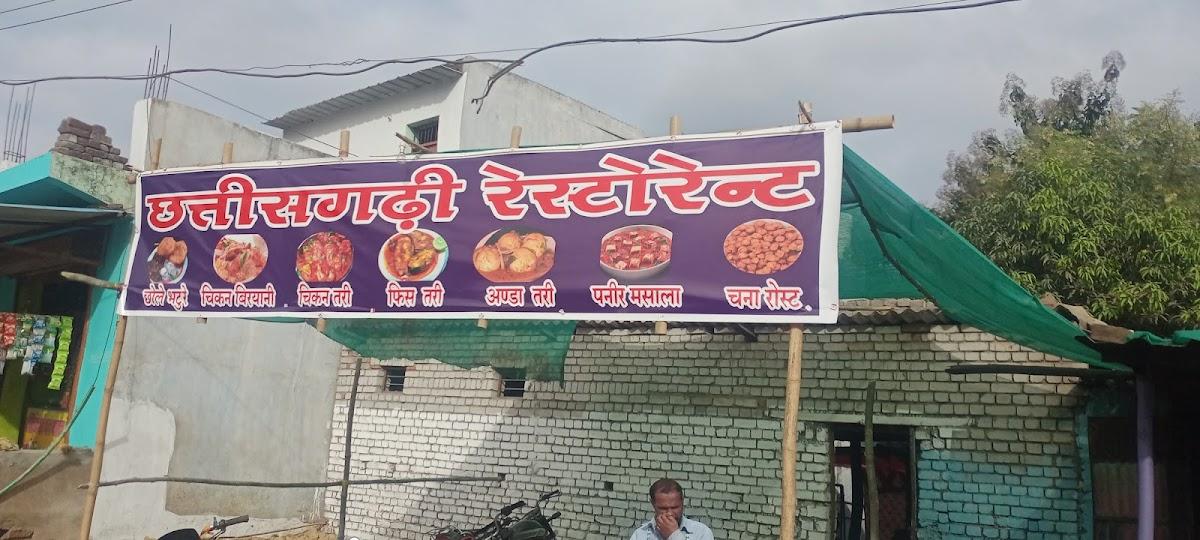 छत्तीसगढ़ी रेस्टोरेन्ट
छोले भटुरे चिकन बिरयानी चिकन तरी फिस तरी अण्डा तरी पनीर मसाला चना रोस्ट